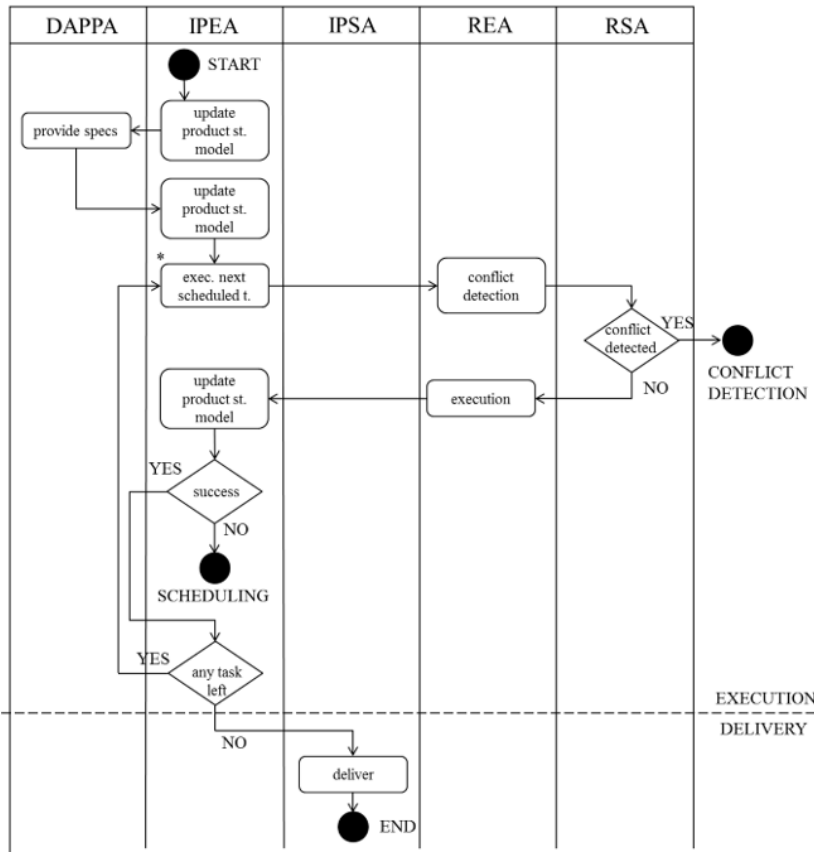 DAPPA
IPEA
IPSA
REA
RSA
START
update
product st.
model
provide specs
update
product st.
model
*
exec. next
scheduled t.
conflict
detection
conflict
detected
YES
CONFLICT
DETECTION
NO
execution
update
product st.
model
YES
success
NO
SCHEDULING
YES
any task
left
EXECUTION
DELIVERY
NO
deliver
END